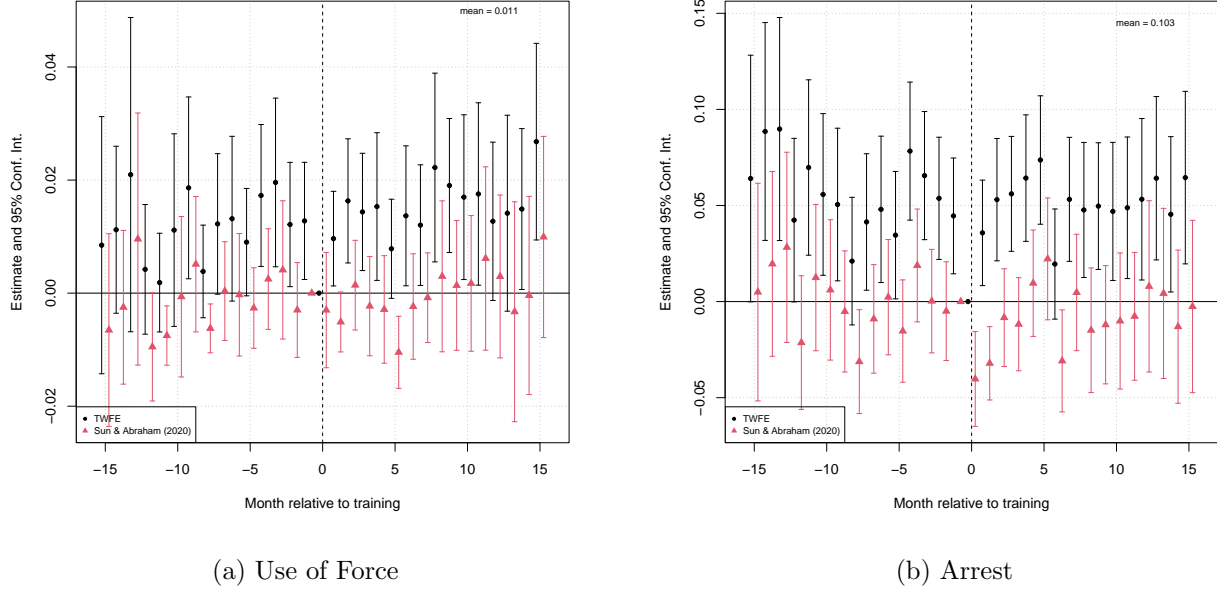 mean = 0.011
Estimate and 95% Conf. Int.
0.04
0.02
0.00
−0.02
TWFE
Sun & Abraham (2020)
−15 −10 −5 0 5 10 15
Month relative to training
(a) Use of Force
mean = 0.103
Estimate and 95% Conf. Int.
0.15
0.10
0.05
0.00
−0.05
TWFE
Sun & Abraham (2020)
−15 −10 −5 0 5 10 15
Month relative to training
(b) Arrest